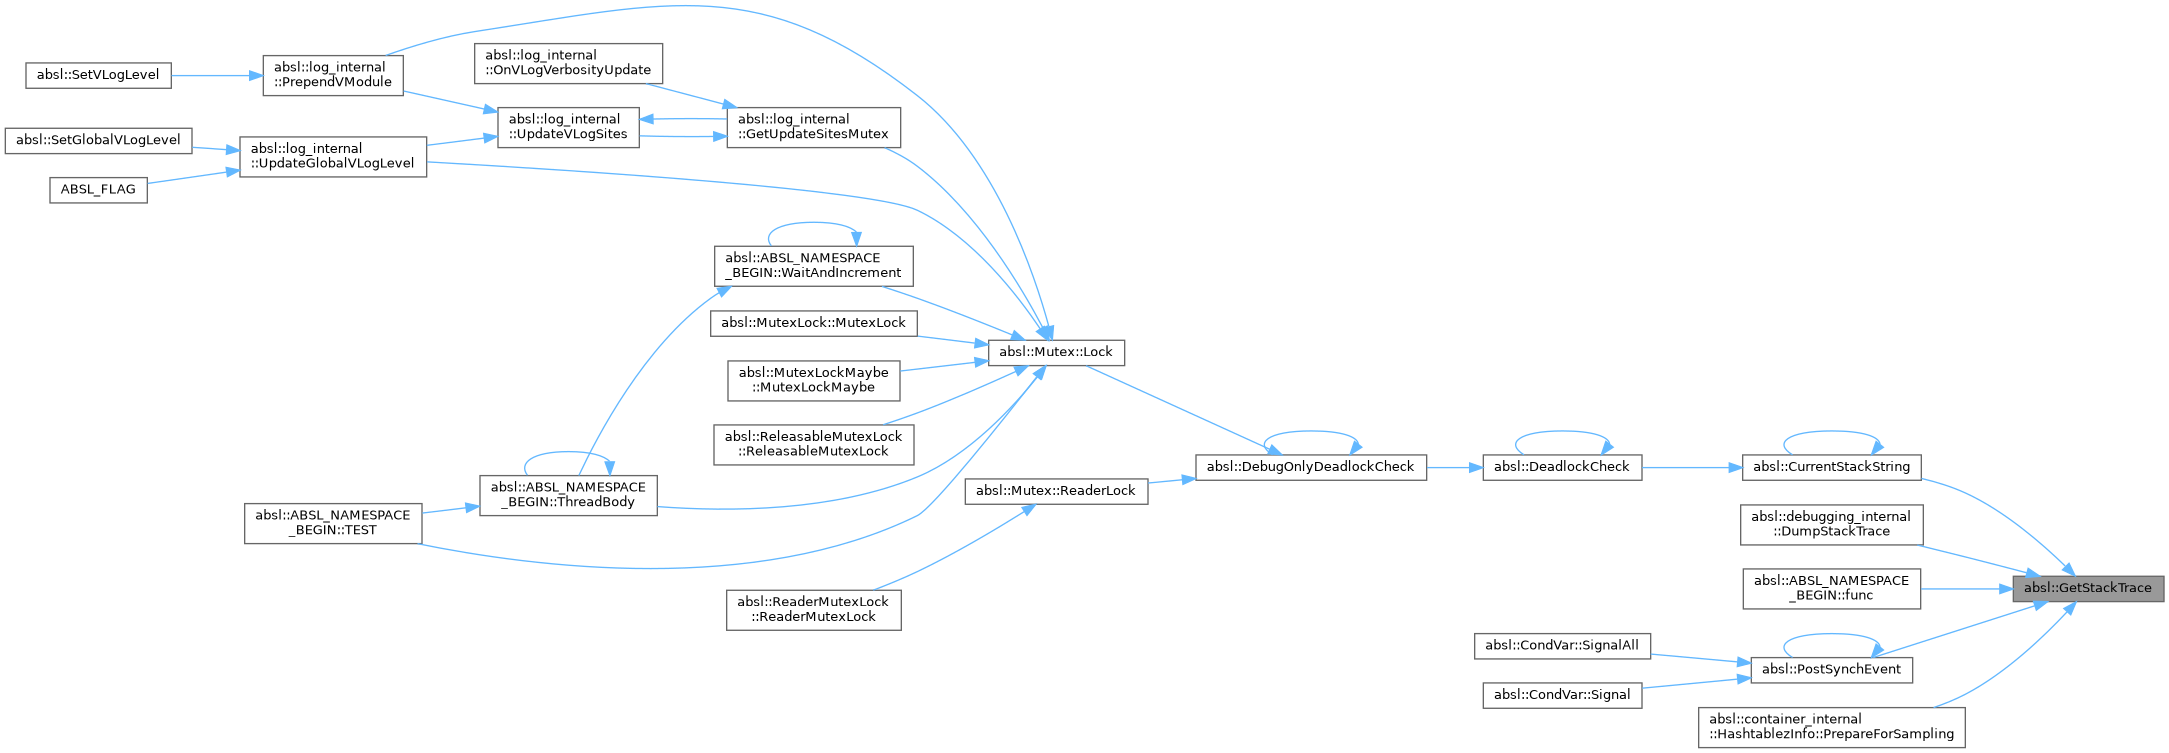 absl::SetVLogLevel
absl::SetGlobalVLogLevel
ABSL_FLAG
absl::log_internal
::PrependVModule
absl::log_internal
::UpdateGlobalVLogLevel
absl::ABSL_NAMESPACE
_BEGIN::TEST
absl::log_internal
::OnVLogVerbosityUpdate
absl::log_internal
::UpdateVLogSites
absl::ABSL_NAMESPACE
_BEGIN::ThreadBody
absl::log_internal
::GetUpdateSitesMutex
absl::ABSL_NAMESPACE
_BEGIN::WaitAndIncrement
absl::MutexLock::MutexLock
absl::MutexLockMaybe
::MutexLockMaybe
absl::ReleasableMutexLock
::ReleasableMutexLock
absl::ReaderMutexLock
::ReaderMutexLock
absl::Mutex::Lock
absl::Mutex::ReaderLock
absl::DebugOnlyDeadlockCheck
absl::DeadlockCheck
absl::CondVar::SignalAll
absl::CondVar::Signal
absl::CurrentStackString
absl::debugging_internal
::DumpStackTrace
absl::ABSL_NAMESPACE
_BEGIN::func
absl::PostSynchEvent
absl::container_internal
::HashtablezInfo::PrepareForSampling
absl::GetStackTrace